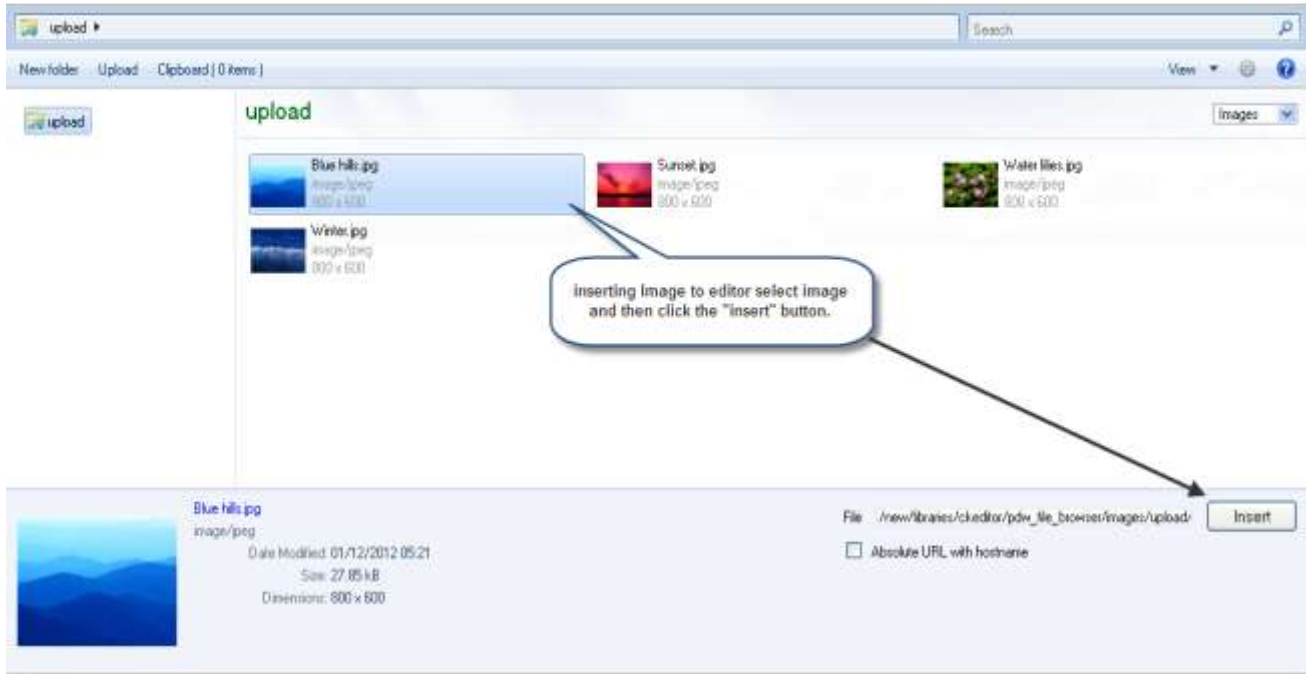 upload
Search
New folder Upload Clipboard ( 0 items )
View
upload
upload
Images
Blue hills.jpg
image/jpeg
800 x 600
Sunset.jpg
image/jpeg
800 x 600
Water lilies.jpg
image/jpeg
800 x 600
Winter.jpg
image/jpeg
800 x 600
inserting image to editor select image
and then click the "insert" button.
Blue hills.jpg
image/jpeg
Date Modified: 01/12/2012 05:21
Size: 27.85 kB
Dimensions: 800 x 600
File /new/libraries/ckeditor/pdw_file_browser/images/upload/
Insert
Absolute URL with hostname